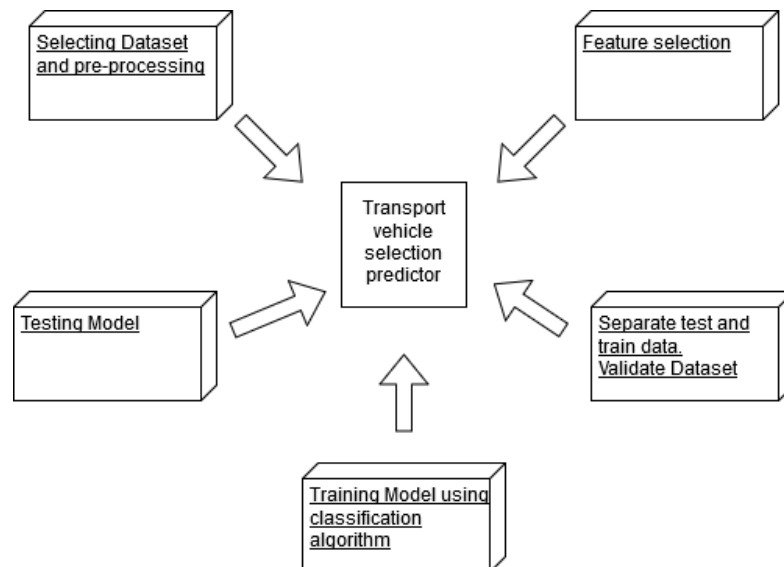 Selecting Dataset
and pre-processing
Feature selection
Transport
vehicle
selection
predictor
Testing Model
Separate test and
train data.
Validate Dataset
Training Model using
classification
algorithm